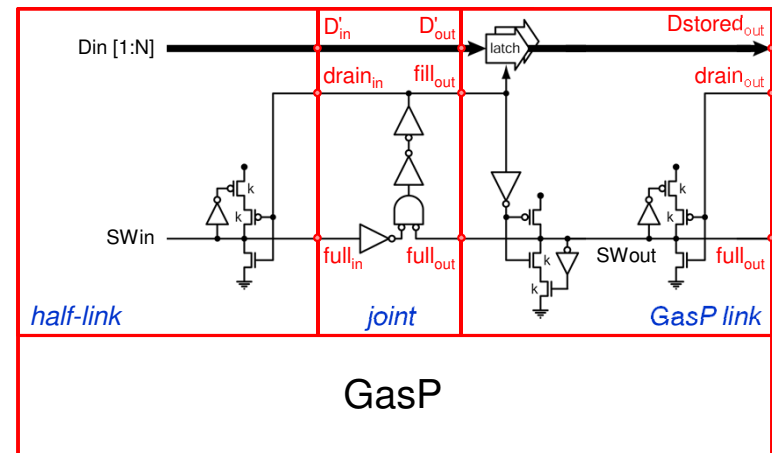 Din [1:N]
D'in
D'out
latch
Dstoredout
drainin
fillout
drainout
k
k
k
k
SWin
fullin
fullout
k
k
SWout
fullout
half-link
joint
GasP link
GasP